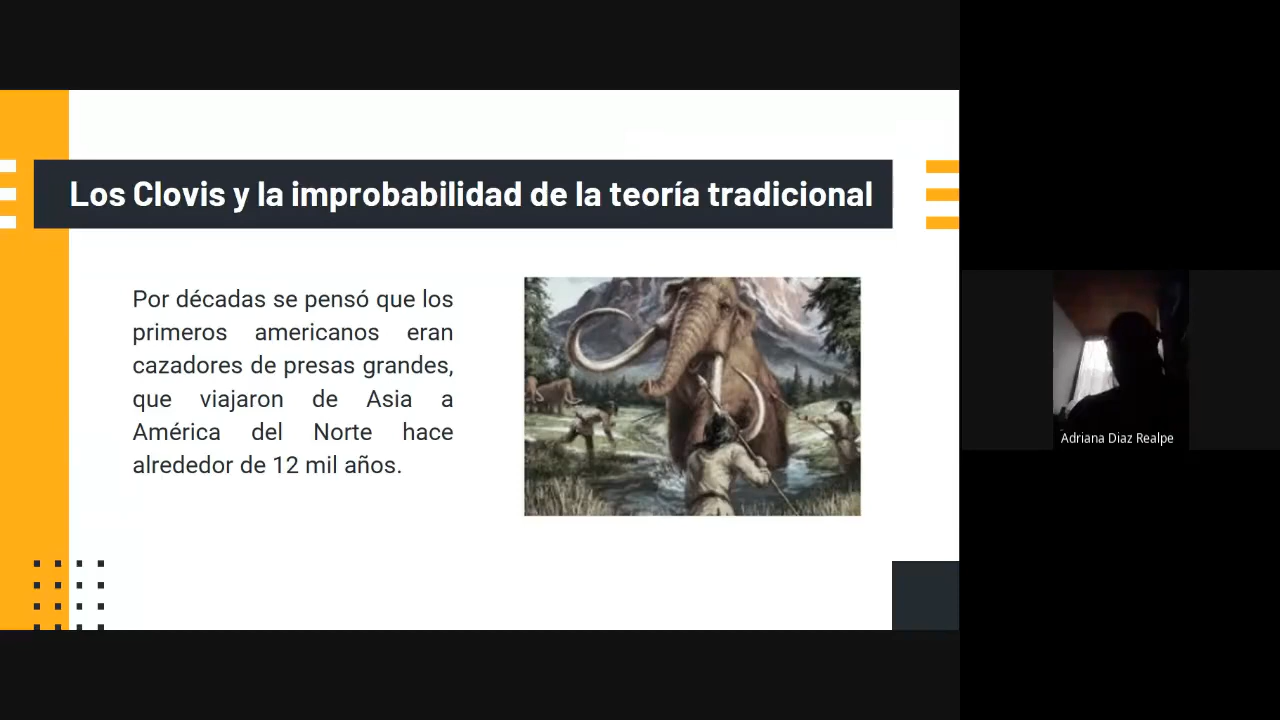 Los Clovis y la improbabilidad de la teoría tradicional
Por décadas se pensó que los
primeros americanos eran
cazadores de presas grandes,
que viajaron de Asia a
América del Norte hace
alrededor de 12 mil años.
Adriana Diaz Realpe